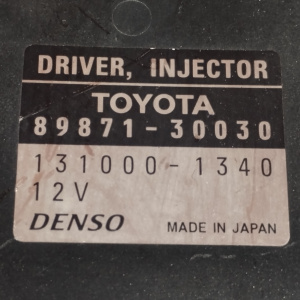 DRIVER, INJECTOR
TOYOTA
89871-30030
131000-1340
12V
DENSO MADE IN JAPAN